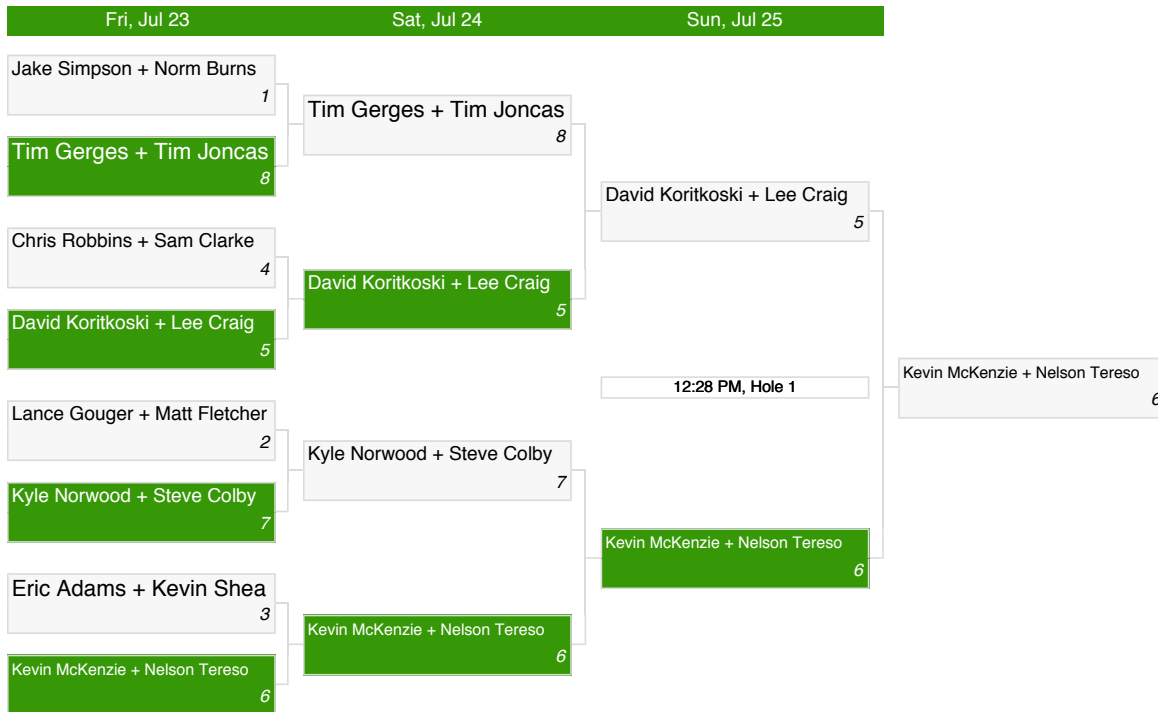 Fri, Jul 23
Sat, Jul 24
Sun, Jul 25
Jake Simpson + Norm Burns
1
Tim Gerges + Tim Joncas
8
Chris Robbins + Sam Clarke
4
David Koritkoski + Lee Craig
5
Lance Gouger + Matt Fletcher
2
Kyle Norwood + Steve Colby
7
Eric Adams + Kevin Shea
3
Kevin McKenzie + Nelson Tereso
6
Tim Gerges + Tim Joncas
8
David Koritkoski + Lee Craig
5
Kyle Norwood + Steve Colby
7
Kevin McKenzie + Nelson Tereso
6
David Koritkoski + Lee Craig
5
12:28 PM, Hole 1
Kevin McKenzie + Nelson Tereso
6
Kevin McKenzie + Nelson Tereso
6